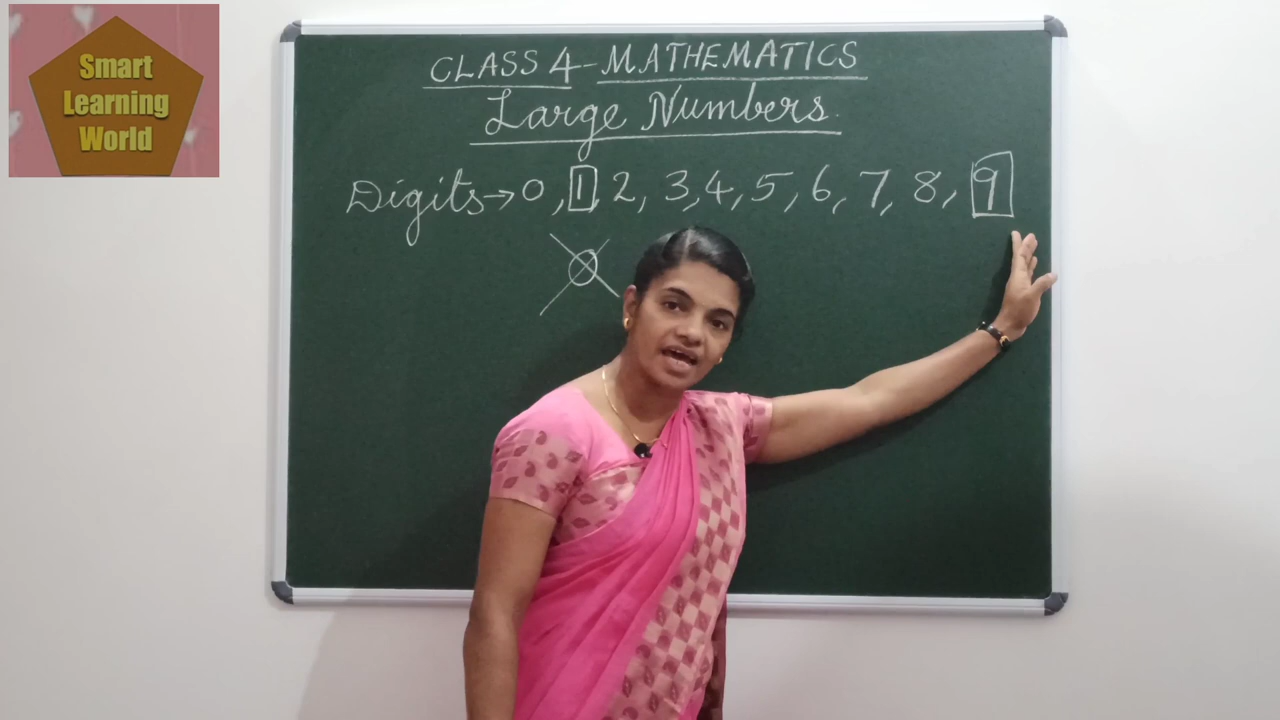 Smart
Learning
World
CLASS 4 - MATHEMATICS
Large Numbers.
Digits → 0, 1, 2, 3, 4, 5, 6, 7, 8, 9
0